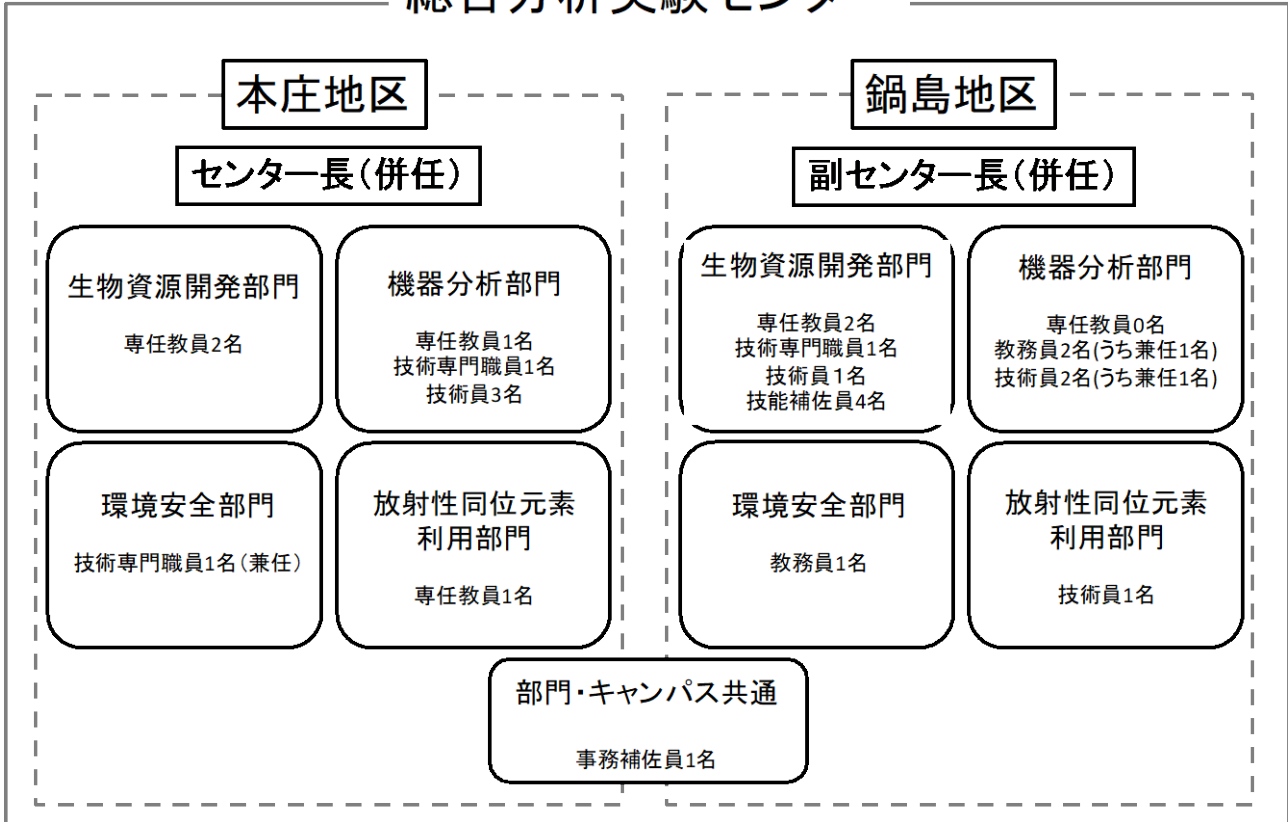 総合分析実験センター
本庄地区
センター長(併任)
生物資源開発部門
専任教員2名
機器分析部門
専任教員1名
技術専門職員1名
技術員3名
環境安全部門
技術専門職員1名(兼任)
放射性同位元素
利用部門
専任教員1名
鍋島地区
副センター長(併任)
生物資源開発部門
専任教員2名
技術専門職員1名
技術員1名
技能補佐員4名
機器分析部門
専任教員0名
教務員2名(うち兼任1名)
技術員2名(うち兼任1名)
環境安全部門
教務員1名
放射性同位元素
利用部門
技術員1名
部門・キャンパス共通
事務補佐員1名